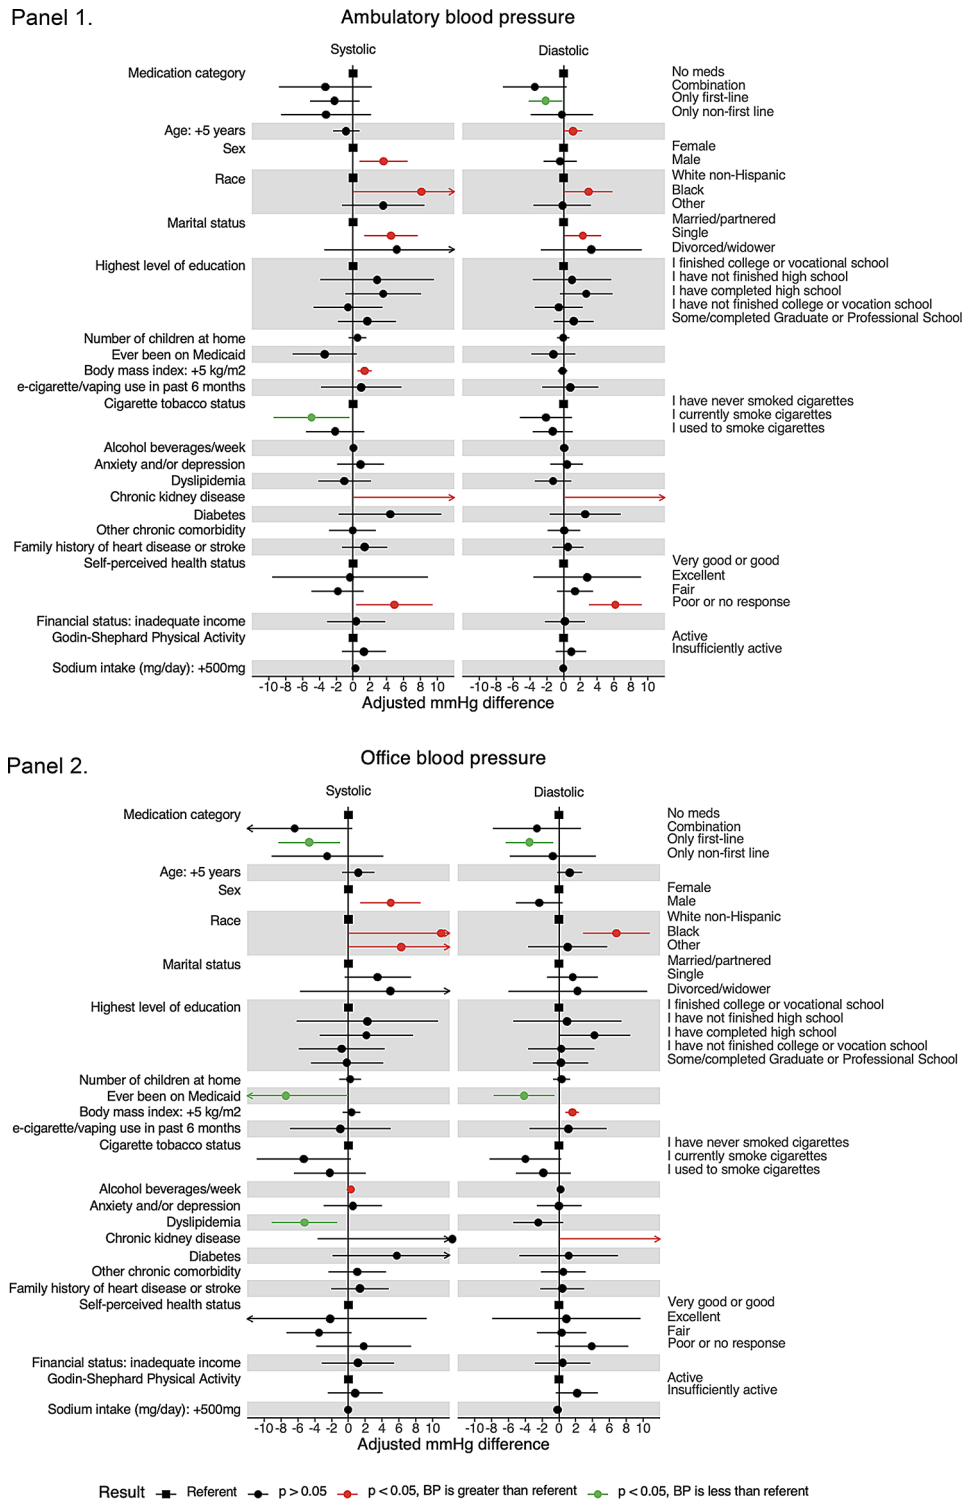 Panel 1.
Ambulatory blood pressure
Systolic
Diastolic
Medication category
No meds
Combination
Only first-line
Only non-first line
Age: +5 years
Sex
Female
Male
Race
White non-Hispanic
Black
Other
Marital status
Married/partnered
Single
Divorced/widower
Highest level of education
I finished college or vocational school
I have not finished high school
I have completed high school
I have not finished college or vocation school
Some/completed Graduate or Professional School
Number of children at home
Ever been on Medicaid
Body mass index: +5 kg/m2
e-cigarette/vaping use in past 6 months
Cigarette tobacco status
I have never smoked cigarettes
I currently smoke cigarettes
I used to smoke cigarettes
Alcohol beverages/week
Anxiety and/or depression
Dyslipidemia
Chronic kidney disease
Diabetes
Other chronic comorbidity
Family history of heart disease or stroke
Self-perceived health status
Very good or good
Excellent
Fair
Poor or no response
Financial status: inadequate income
Godin-Shephard Physical Activity
Active
Insufficiently active
Sodium intake (mg/day): +500mg
-10 -8 -6 -4 -2 0 2 4 6 8 10
-10 -8 -6 -4 -2 0 2 4 6 8 10
Adjusted mmHg difference
Panel 2.
Office blood pressure
Systolic
Diastolic
Medication category
No meds
Combination
Only first-line
Only non-first line
Age: +5 years
Sex
Female
Male
Race
White non-Hispanic
Black
Other
Marital status
Married/partnered
Single
Divorced/widower
Highest level of education
I finished college or vocational school
I have not finished high school
I have completed high school
I have not finished college or vocation school
Some/completed Graduate or Professional School
Number of children at home
Ever been on Medicaid
Body mass index: +5 kg/m2
e-cigarette/vaping use in past 6 months
Cigarette tobacco status
I have never smoked cigarettes
I currently smoke cigarettes
I used to smoke cigarettes
Alcohol beverages/week
Anxiety and/or depression
Dyslipidemia
Chronic kidney disease
Diabetes
Other chronic comorbidity
Family history of heart disease or stroke
Self-perceived health status
Very good or good
Excellent
Fair
Poor or no response
Financial status: inadequate income
Godin-Shephard Physical Activity
Active
Insufficiently active
Sodium intake (mg/day): +500mg
-10 -8 -6 -4 -2 0 2 4 6 8 10
-10 -8 -6 -4 -2 0 2 4 6 8 10
Adjusted mmHg difference
Result Referent p > 0.05 p < 0.05, BP is greater than referent p < 0.05, BP is less than referent